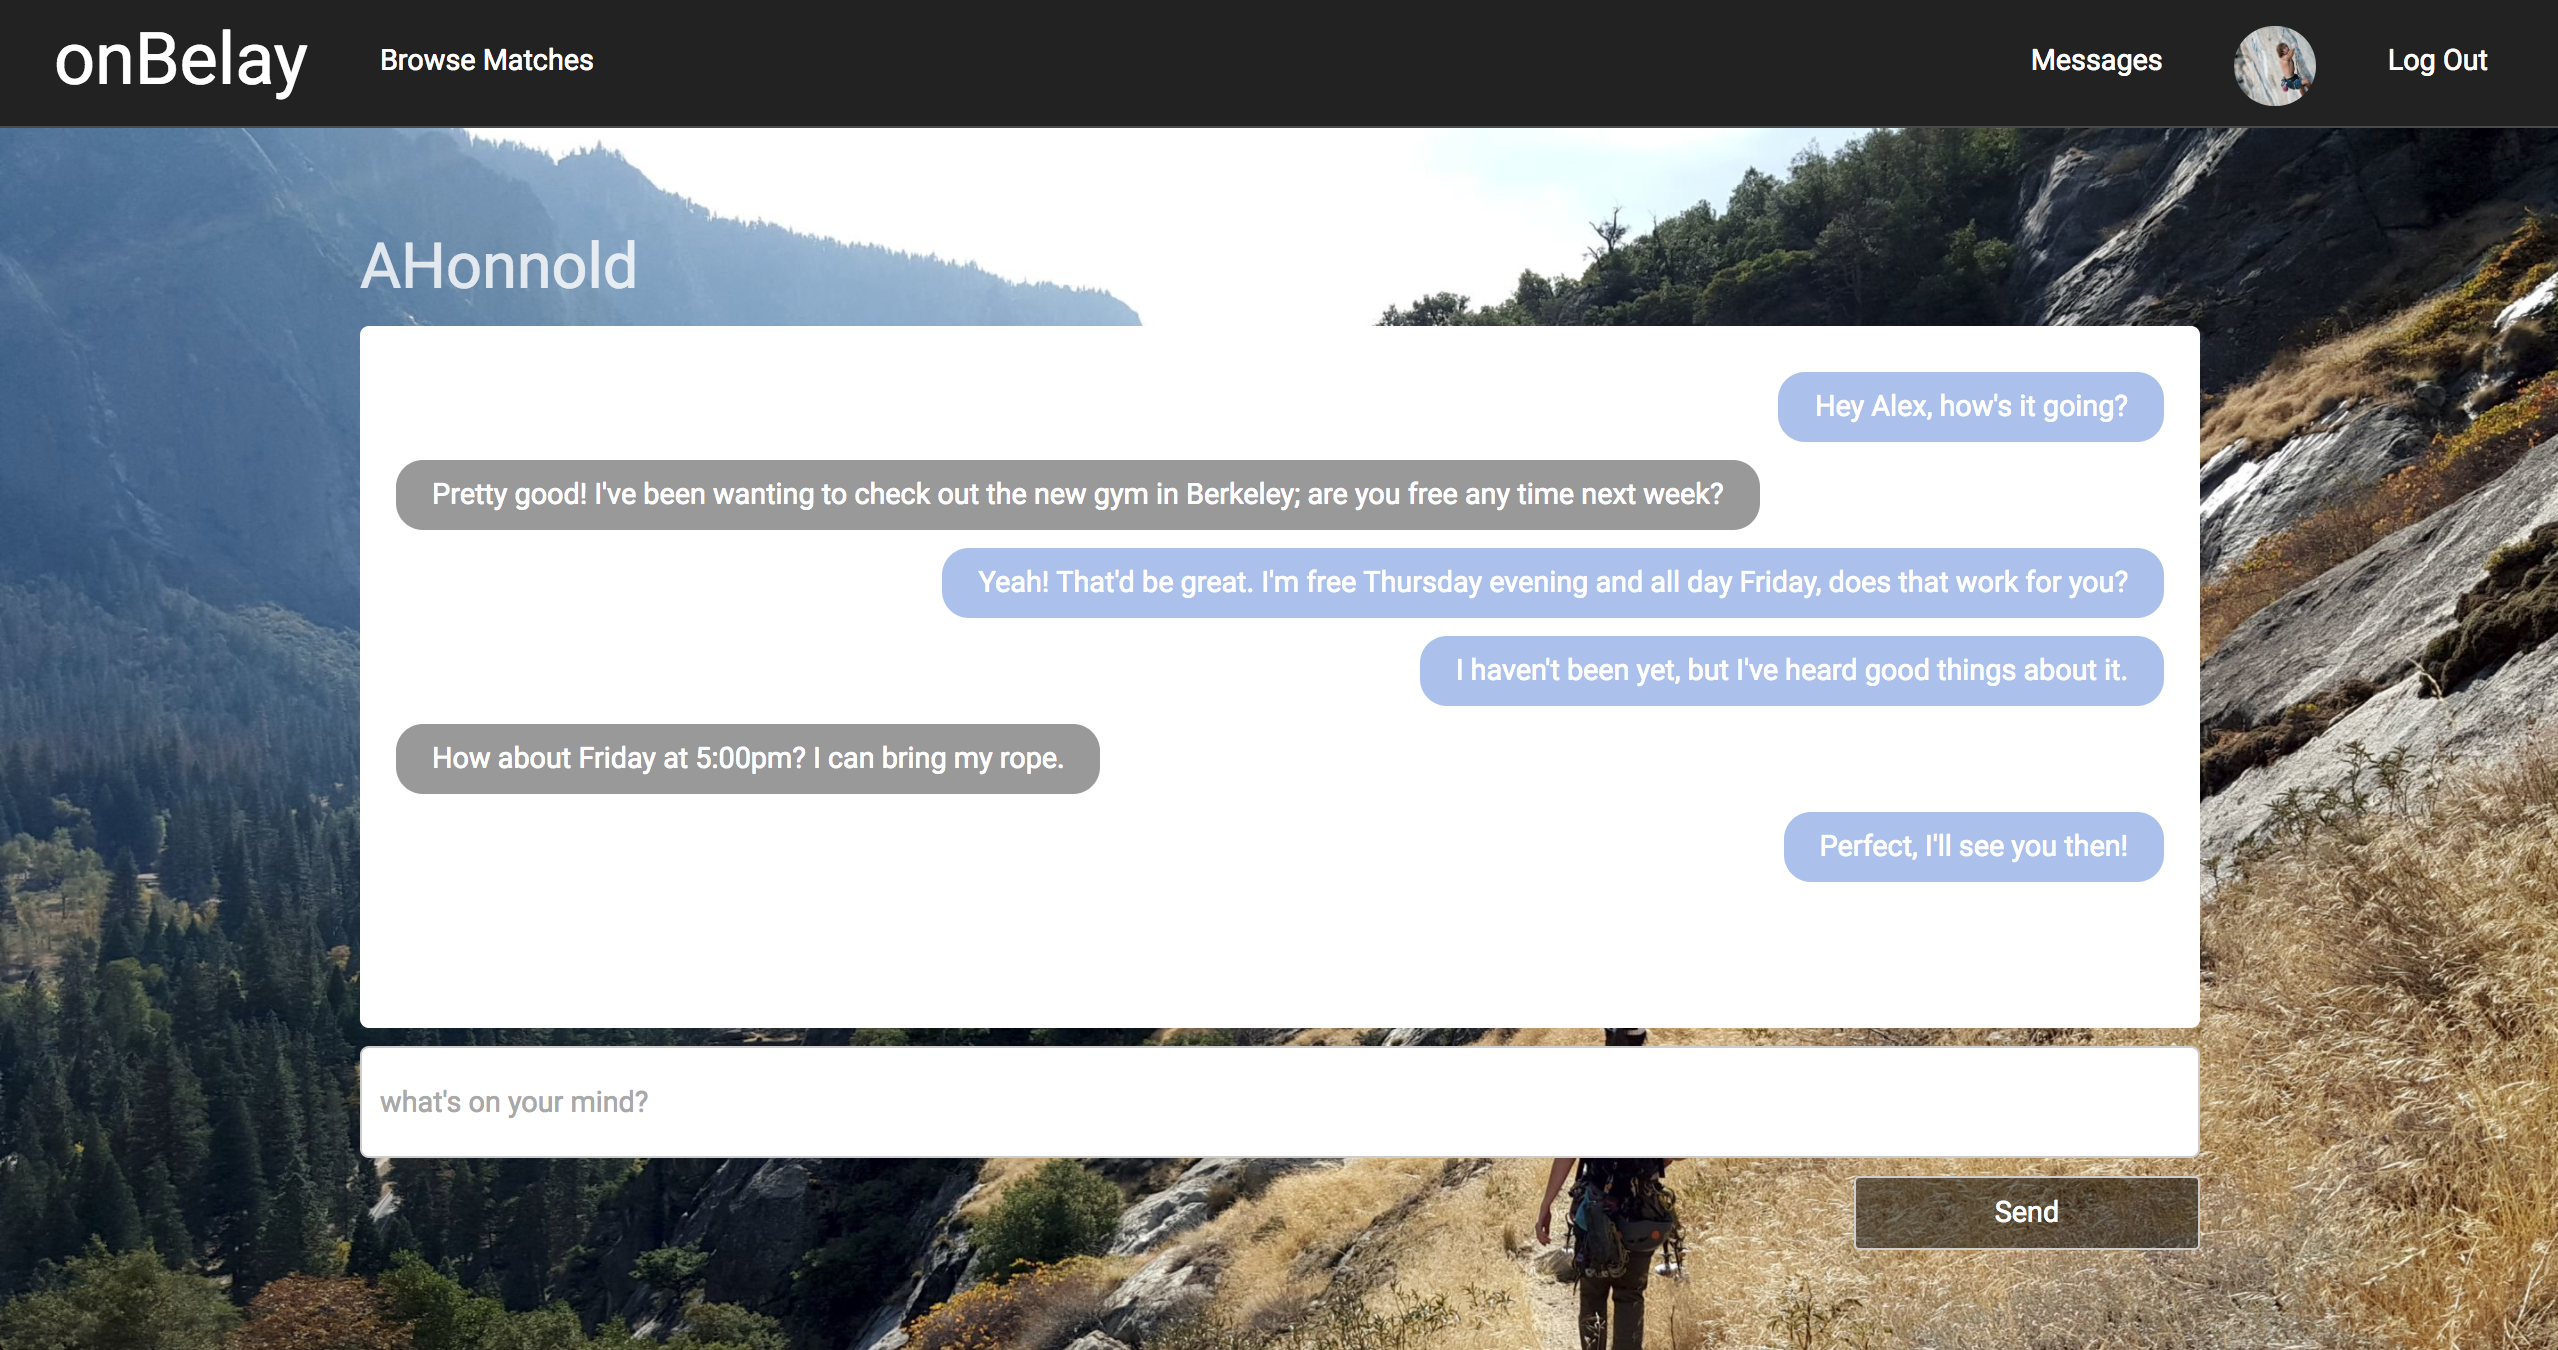 onBelay
Browse Matches
Messages
Log Out
AHonnold
Hey Alex, how's it going?
Pretty good! I've been wanting to check out the new gym in Berkeley; are you free any time next week?
Yeah! That'd be great. I'm free Thursday evening and all day Friday, does that work for you?
I haven't been yet, but I've heard good things about it.
How about Friday at 5:00pm? I can bring my rope.
Perfect, I'll see you then!
what's on your mind?
Send